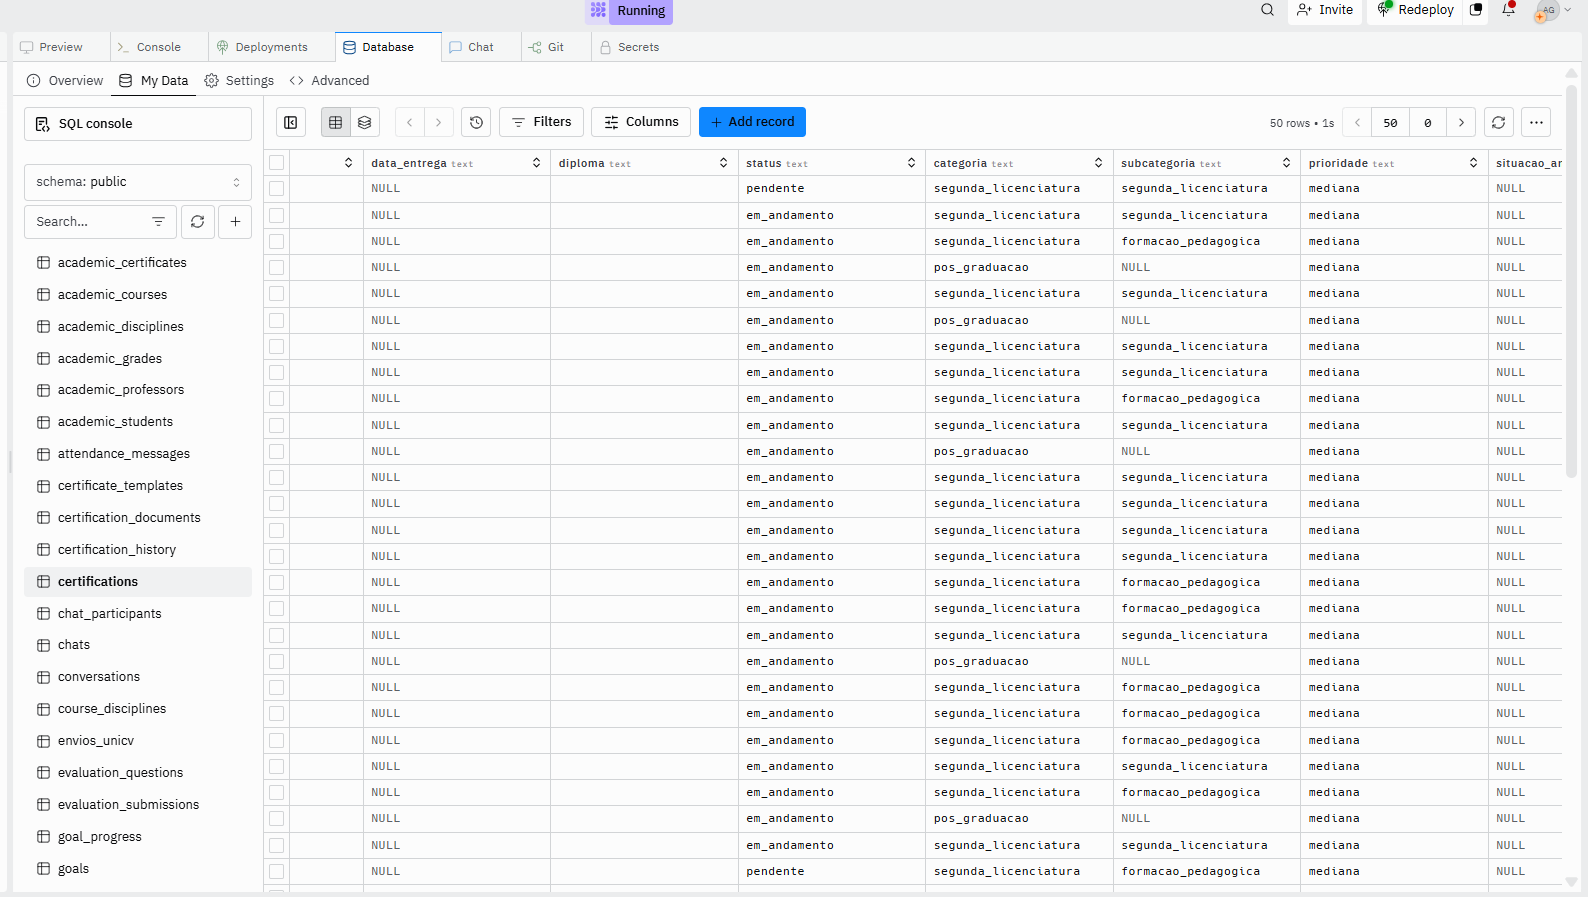 Running
Invite
AG
Redeploy
Preview
Console
Deployments
Database
Chat
Git
Secrets
Overview
My Data
Settings
Advanced
SQL console
Filters
Columns
Add record
50 rows • 1s
50
0
schema: public
Search...
academic_certificates
academic_courses
academic_disciplines
academic_grades
academic_professors
academic_students
attendance_messages
certificate_templates
certification_documents
certification_history
certifications
chat_participants
chats
conversations
course_disciplines
envios_unicv
evaluation_questions
evaluation_submissions
goal_progress
goals
data_entrega text diploma text status text categoria text subcategoria text prioridade text situacao_ar
NULL pendente segunda_licenciatura segunda_licenciatura mediana NULL
NULL em_andamento segunda_licenciatura segunda_licenciatura mediana NULL
NULL em_andamento segunda_licenciatura formacao_pedagogica mediana NULL
NULL em_andamento pos_graduacao NULL mediana NULL
NULL em_andamento segunda_licenciatura segunda_licenciatura mediana NULL
NULL em_andamento pos_graduacao NULL mediana NULL
NULL em_andamento segunda_licenciatura segunda_licenciatura mediana NULL
NULL em_andamento segunda_licenciatura segunda_licenciatura mediana NULL
NULL em_andamento segunda_licenciatura formacao_pedagogica mediana NULL
NULL em_andamento segunda_licenciatura segunda_licenciatura mediana NULL
NULL em_andamento pos_graduacao NULL mediana NULL
NULL em_andamento segunda_licenciatura segunda_licenciatura mediana NULL
NULL em_andamento segunda_licenciatura segunda_licenciatura mediana NULL
NULL em_andamento segunda_licenciatura segunda_licenciatura mediana NULL
NULL em_andamento segunda_licenciatura segunda_licenciatura mediana NULL
NULL em_andamento segunda_licenciatura formacao_pedagogica mediana NULL
NULL em_andamento segunda_licenciatura formacao_pedagogica mediana NULL
NULL em_andamento segunda_licenciatura segunda_licenciatura mediana NULL
NULL em_andamento pos_graduacao NULL mediana NULL
NULL em_andamento segunda_licenciatura formacao_pedagogica mediana NULL
NULL em_andamento segunda_licenciatura formacao_pedagogica mediana NULL
NULL em_andamento segunda_licenciatura formacao_pedagogica mediana NULL
NULL em_andamento segunda_licenciatura segunda_licenciatura mediana NULL
NULL em_andamento segunda_licenciatura formacao_pedagogica mediana NULL
NULL em_andamento pos_graduacao NULL mediana NULL
NULL em_andamento segunda_licenciatura segunda_licenciatura mediana NULL
NULL pendente segunda_licenciatura formacao_pedagogica mediana NULL